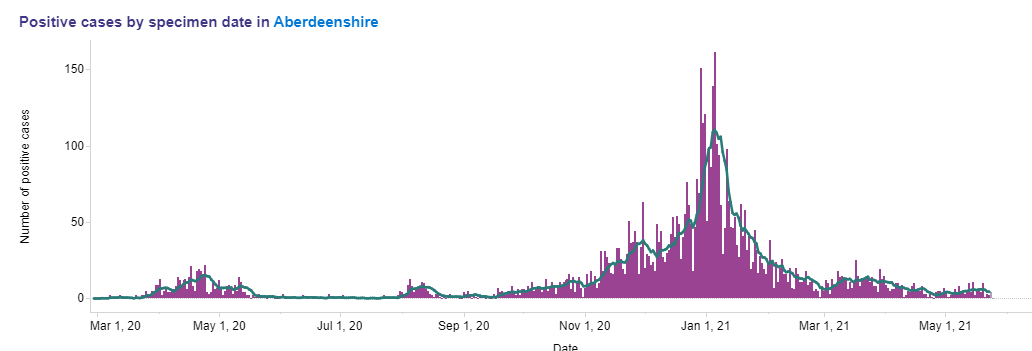 Positive cases by specimen date in Aberdeenshire
Number of positive cases
150
100
50
0
Mar 1, 20 May 1, 20 Jul 1, 20 Sep 1, 20 Nov 1, 20 Jan 1, 21 Mar 1, 21 May 1, 21
Date